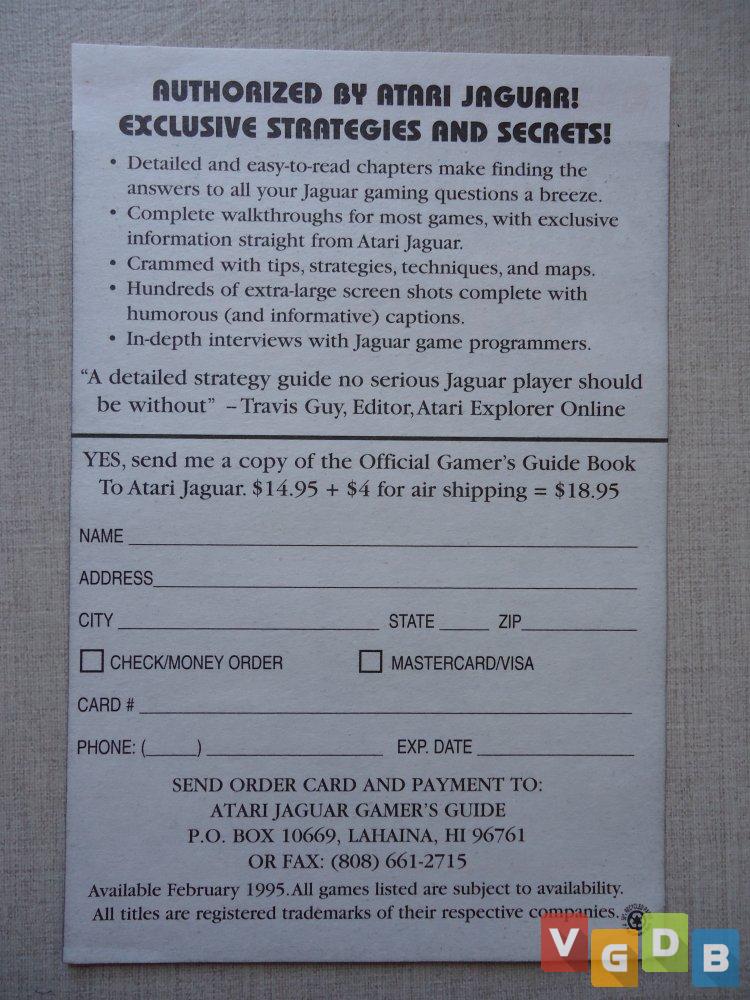 AUTHORIZED BY ATARI JAGUAR!
EXCLUSIVE STRATEGIES AND SECRETS!
• Detailed and easy-to-read chapters make finding the
answers to all your Jaguar gaming questions a breeze.
• Complete walkthroughs for most games, with exclusive
information straight from Atari Jaguar.
• Crammed with tips, strategies, techniques, and maps.
• Hundreds of extra-large screen shots complete with
humorous (and informative) captions.
• In-depth interviews with Jaguar game programmers.
“A detailed strategy guide no serious Jaguar player should
be without” – Travis Guy, Editor, Atari Explorer Online
YES, send me a copy of the Official Gamer's Guide Book
To Atari Jaguar. $14.95 + $4 for air shipping = $18.95
NAME
ADDRESS
CITY STATE ZIP
CHECK/MONEY ORDER MASTERCARD/VISA
CARD #
PHONE: ( ) EXP. DATE
SEND ORDER CARD AND PAYMENT TO:
ATARI JAGUAR GAMER'S GUIDE
P.O. BOX 10669, LAHAINA, HI 96761
OR FAX: (808) 661-2715
Available February 1995. All games listed are subject to availability.
All titles are registered trademarks of their respective companies.
VGDB